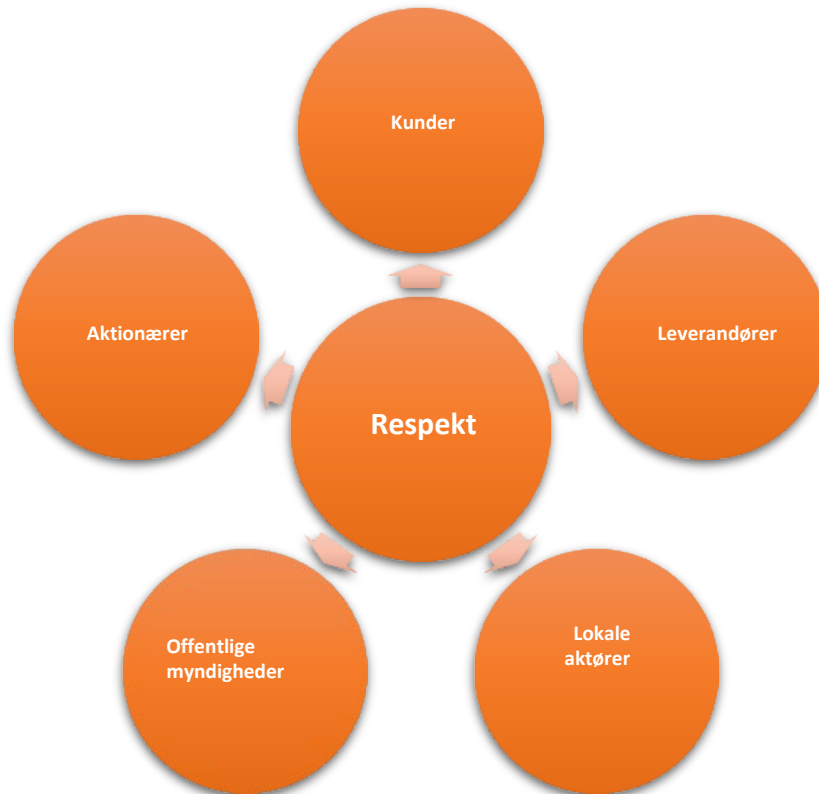 Kunder
Aktionærer
Leverandører
Respekt
Offentlige
myndigheder
Lokale
aktører